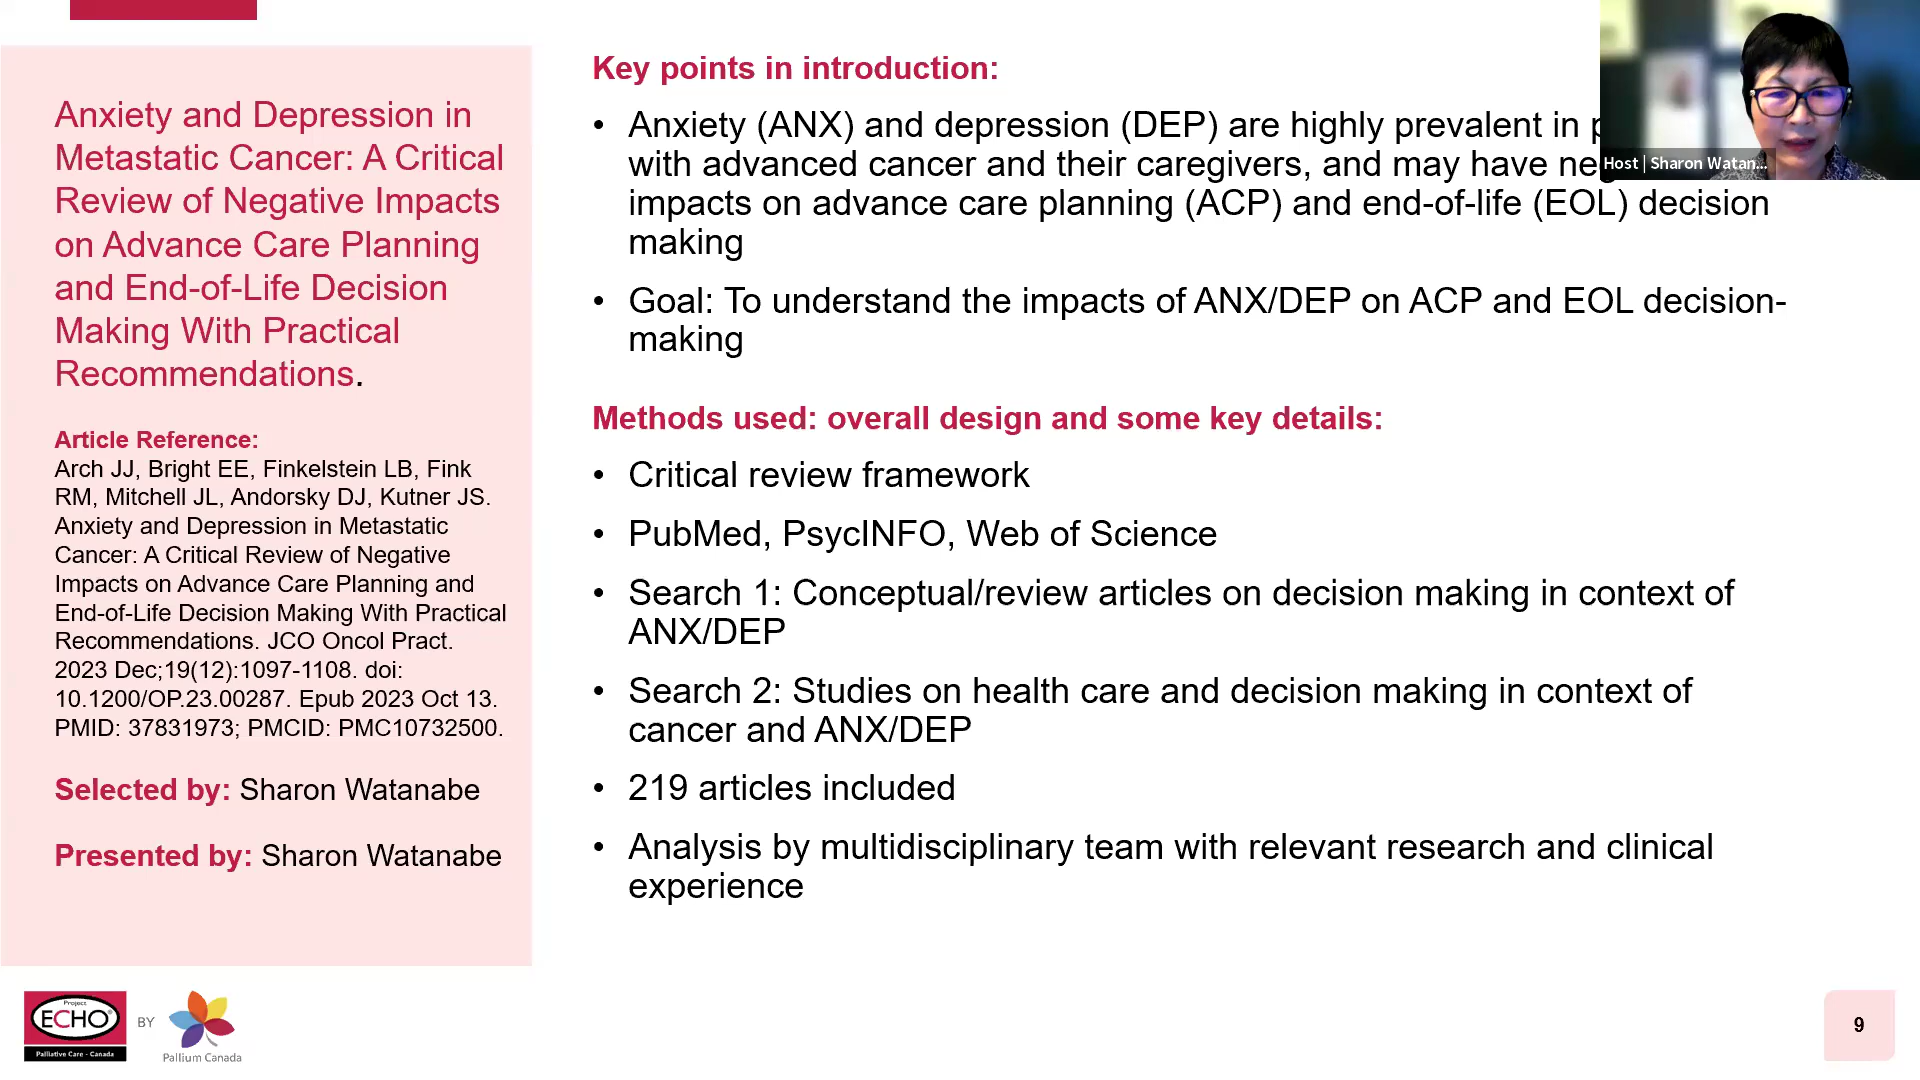 Anxiety and Depression in
Metastatic Cancer: A Critical
Review of Negative Impacts
on Advance Care Planning
and End-of-Life Decision
Making With Practical
Recommendations.
Article Reference:
Arch JJ, Bright EE, Finkelstein LB, Fink
RM, Mitchell JL, Andorsky DJ, Kutner JS.
Anxiety and Depression in Metastatic
Cancer: A Critical Review of Negative
Impacts on Advance Care Planning and
End-of-Life Decision Making With Practical
Recommendations. JCO Oncol Pract.
2023 Dec;19(12):1097-1108. doi:
10.1200/OP.23.00287. Epub 2023 Oct 13.
PMID: 37831973; PMCID: PMC10732500.
Selected by: Sharon Watanabe
Presented by: Sharon Watanabe
Key points in introduction:
• Anxiety (ANX) and depression (DEP) are highly prevalent in
with advanced cancer and their caregivers, and may have
impacts on advance care planning (ACP) and end-of-life (EOL) decision
making
• Goal: To understand the impacts of ANX/DEP on ACP and EOL decision-
making
Methods used: overall design and some key details:
• Critical review framework
• PubMed, PsycINFO, Web of Science
• Search 1: Conceptual/review articles on decision making in context of
ANX/DEP
• Search 2: Studies on health care and decision making in context of
cancer and ANX/DEP
• 219 articles included
• Analysis by multidisciplinary team with relevant research and clinical
experience
Host | Sharon Watan...
Project
ECHO®
Palliative Care - Canada
BY
Pallium Canada
9